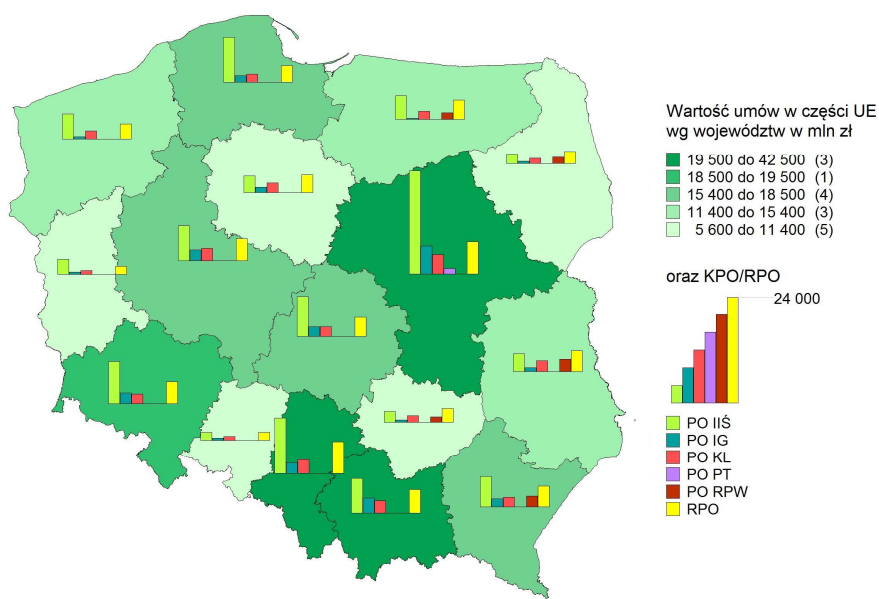 Wartość umów w części UE
wg województw w mln zł
19 500 do 42 500 (3)
18 500 do 19 500 (1)
15 400 do 18 500 (4)
11 400 do 15 400 (3)
5 600 do 11 400 (5)
oraz KPO/RPO
24 000
PO IIŚ
PO IG
PO KL
PO PT
PO RPW
RPO